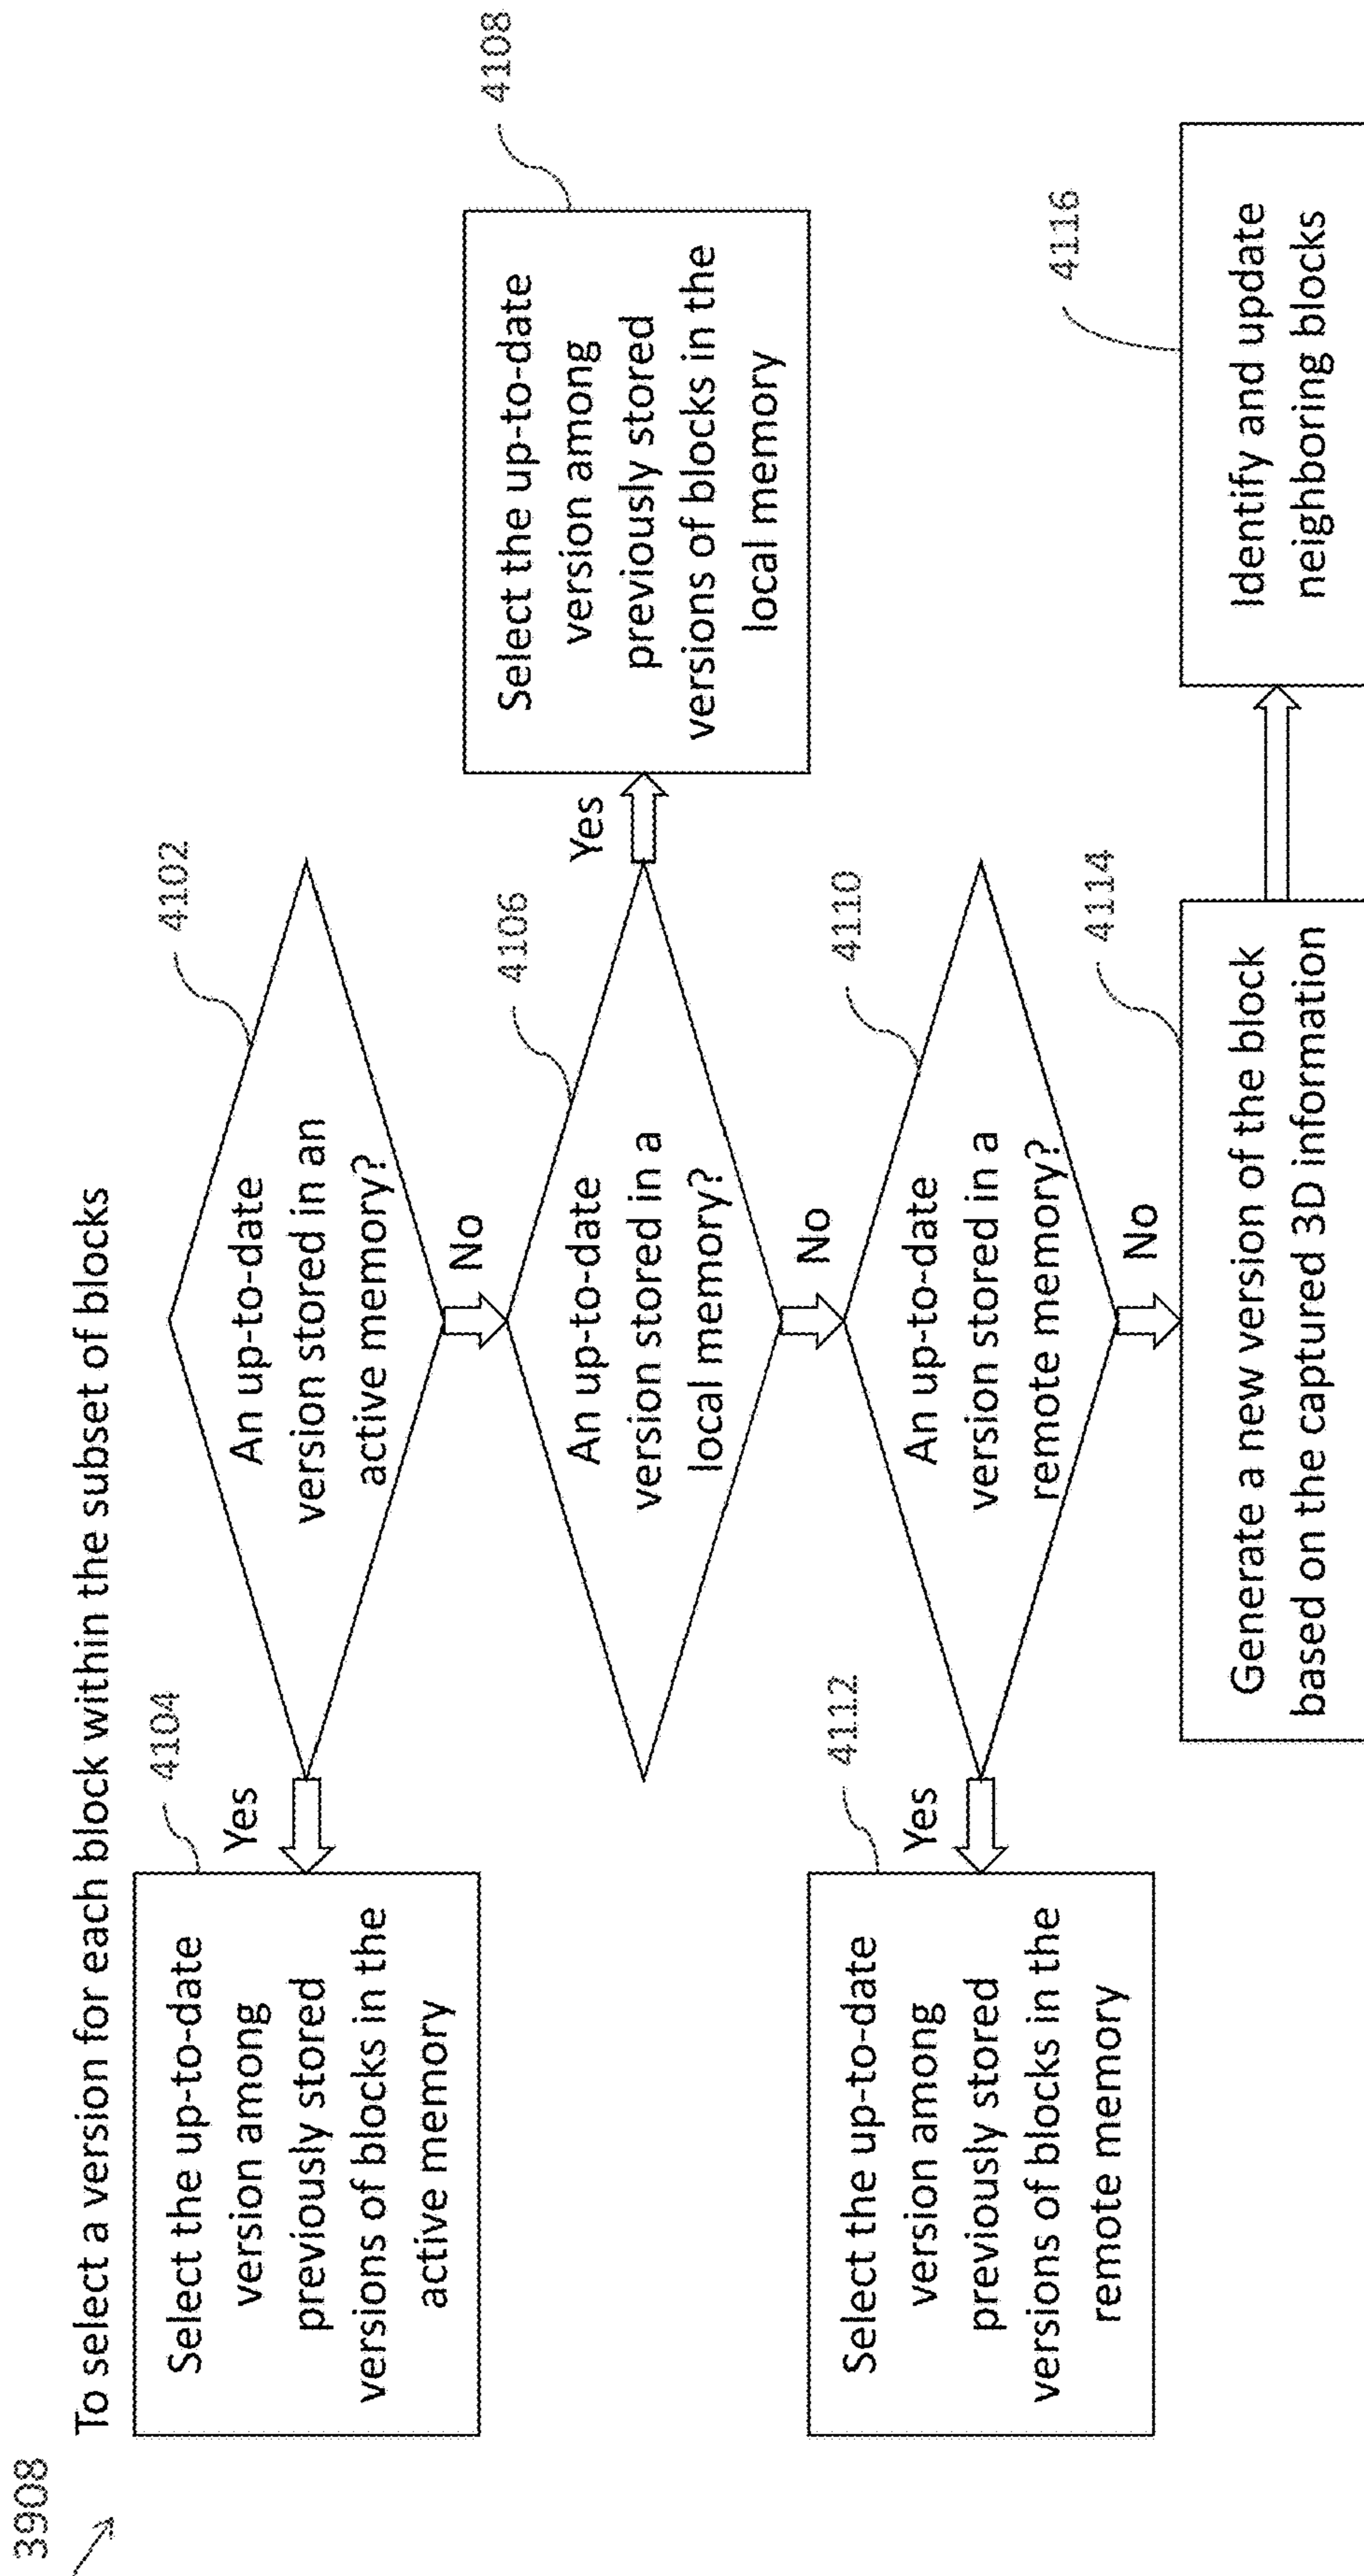 3908
To select a version for each block within the subset of blocks
4102
An up-to-date
version stored in an
active memory?
Yes
4104
Select the up-to-date
version among
previously stored
versions of blocks in the
active memory
No
4106
An up-to-date
version stored in a
local memory?
Yes
4108
Select the up-to-date
version among
previously stored
versions of blocks in the
local memory
No
4110
An up-to-date
version stored in a
remote memory?
Yes
4112
Select the up-to-date
version among
previously stored
versions of blocks in the
remote memory
No
4114
Generate a new version of the block
based on the captured 3D information
4116
Identify and update
neighboring blocks